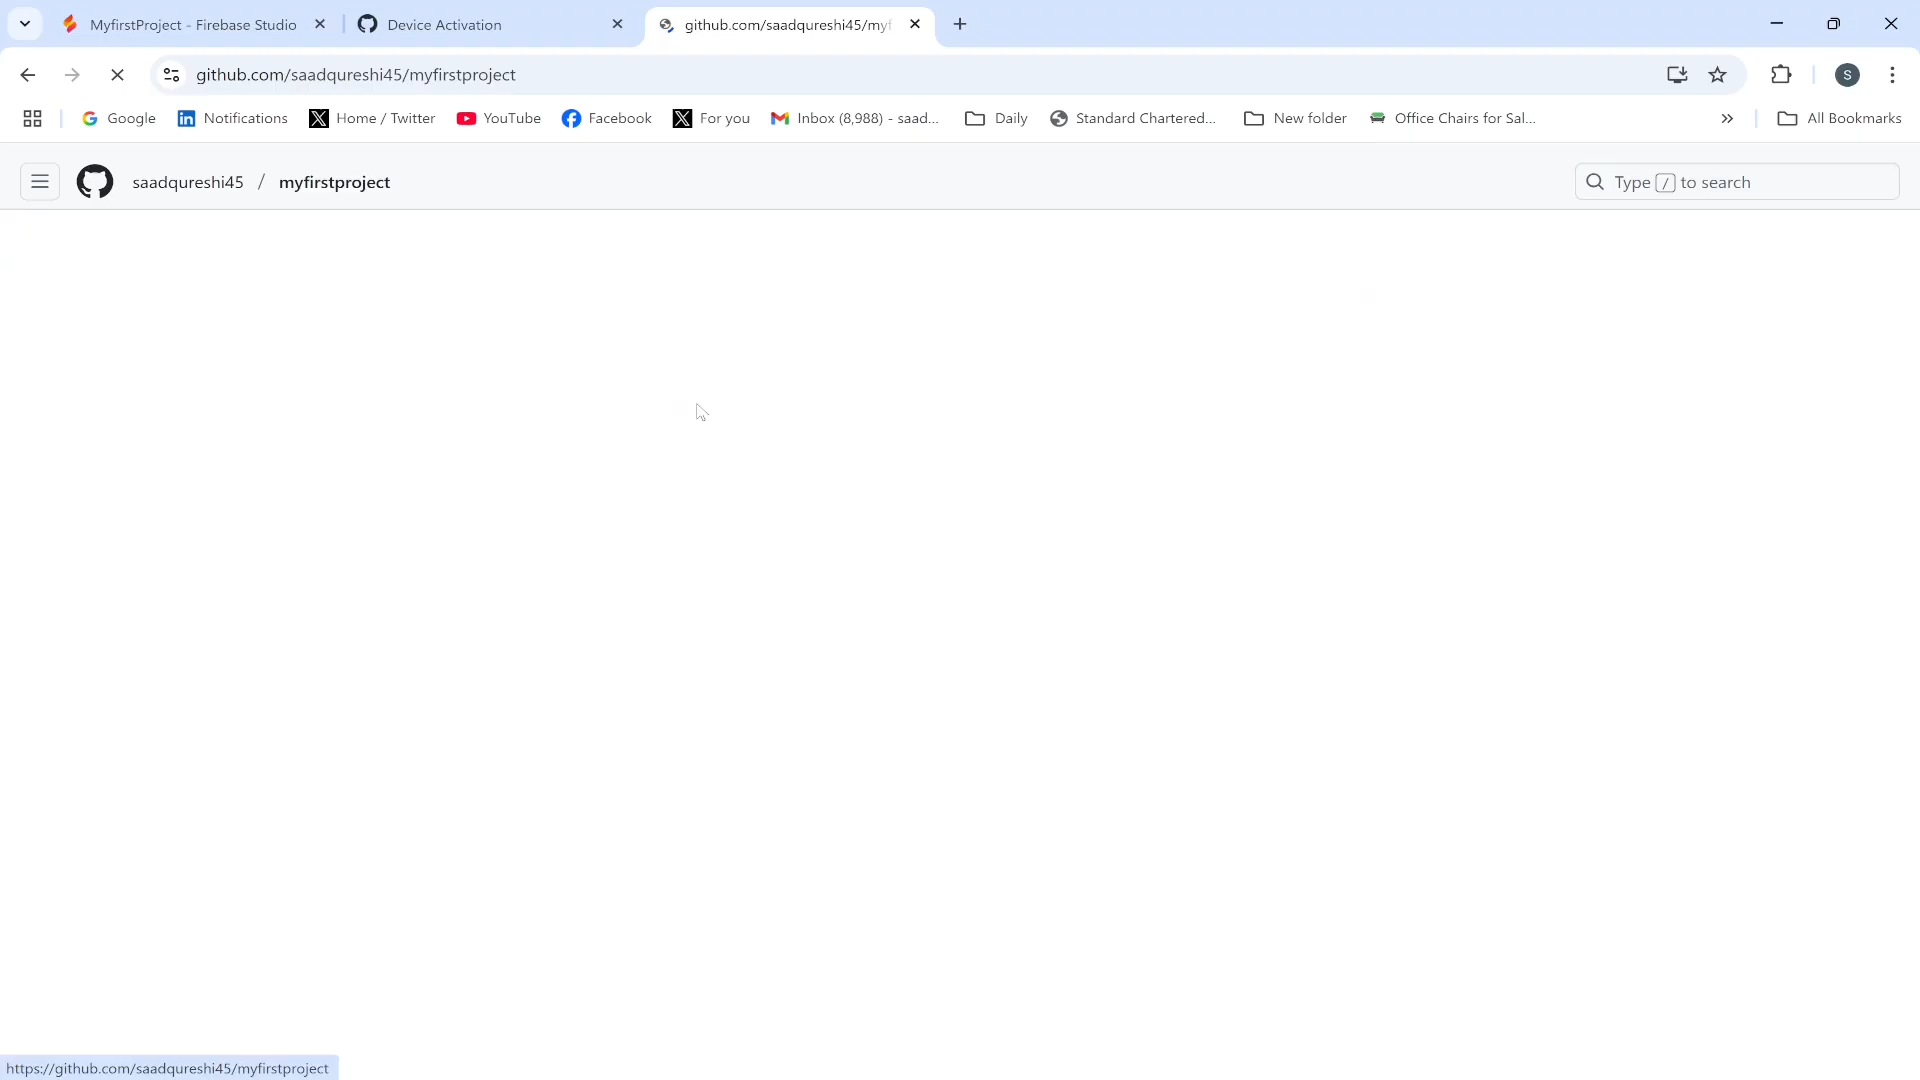 MyfirstProject - Firebase Studio
Device Activation
github.com/saadqureshi45/myf
github.com/saadqureshi45/myfirstproject
S
Google
Notifications
Home / Twitter
YouTube
Facebook
For you
Inbox (8,988) - saad...
Daily
Standard Chartered...
New folder
Office Chairs for Sal...
All Bookmarks
saadqureshi45 / myfirstproject
Type / to search
https://github.com/saadqureshi45/myfirstproject